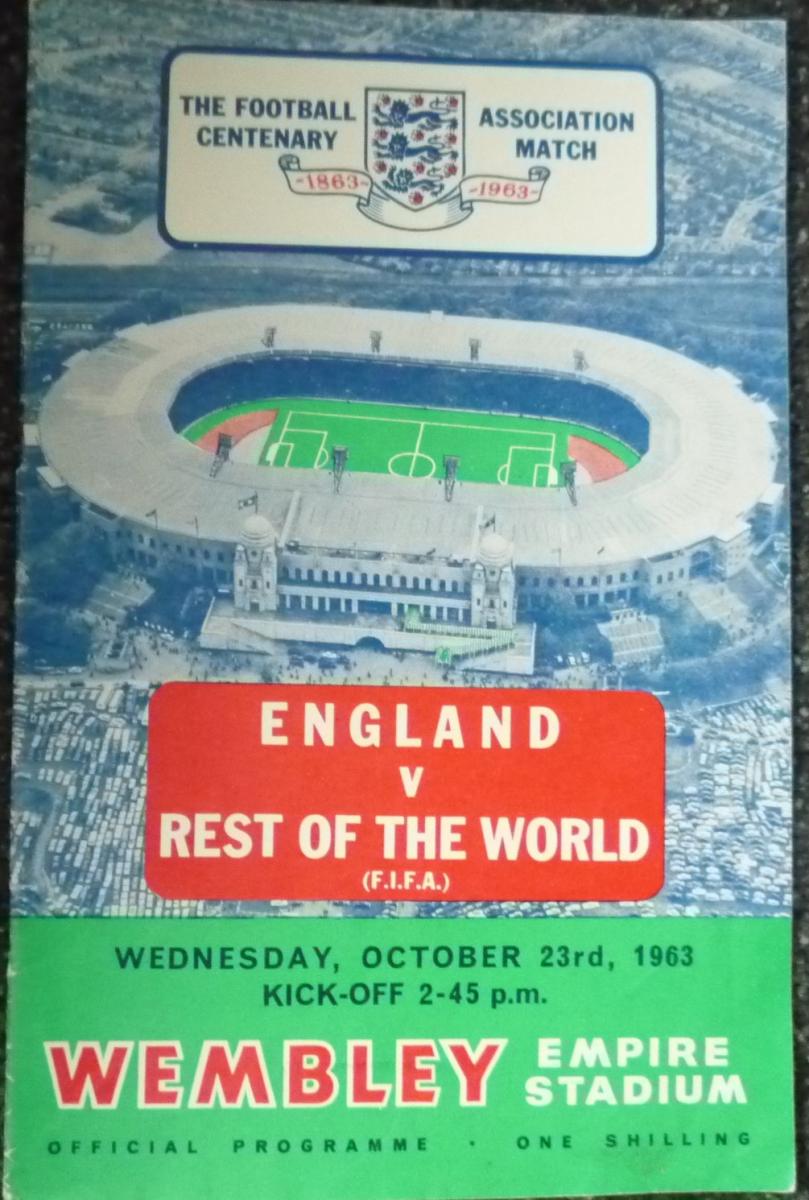 THE FOOTBALL ASSOCIATION
CENTENARY MATCH
-1863- -1963-
ENGLAND
V
REST OF THE WORLD
(F.I.F.A.)
WEDNESDAY, OCTOBER 23rd, 1963
KICK-OFF 2-45 p.m.
WEMBLEY EMPIRE STADIUM
OFFICIAL PROGRAMME · ONE SHILLING